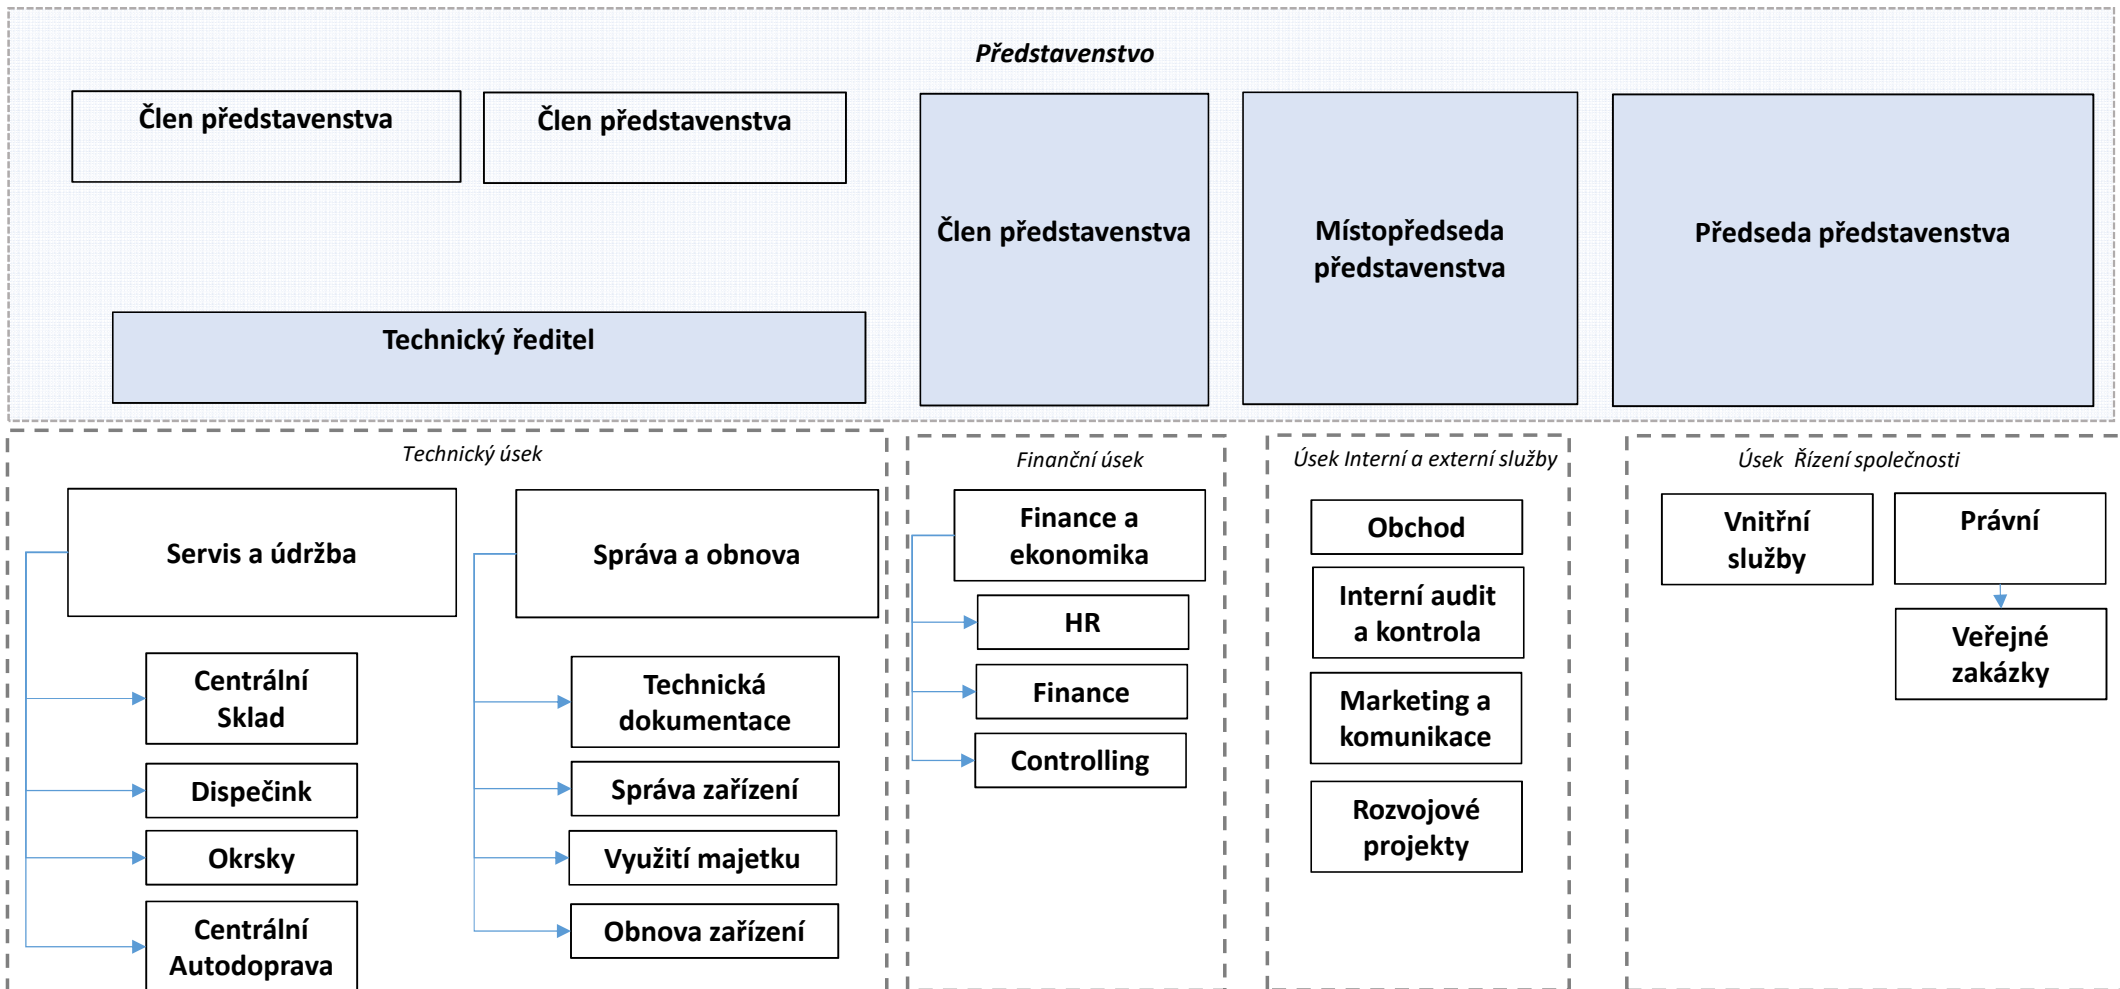 Představenstvo
Člen představenstva
Člen představenstva
Člen představenstva
Místopředseda
představenstva
Předseda představenstva
Technický ředitel
Technický úsek
Servis a údržba
Centrální
Sklad
Dispečink
Okrsky
Centrální
Autodoprava
Správa a obnova
Technická
dokumentace
Správa zařízení
Využití majetku
Obnova zařízení
Finanční úsek
Finance a
ekonomika
HR
Finance
Controlling
Úsek Interní a externí služby
Obchod
Interní audit
a kontrola
Marketing a
komunikace
Rozvojové
projekty
Úsek Řízení společnosti
Vnitřní
služby
Právní
Veřejné
zakázky